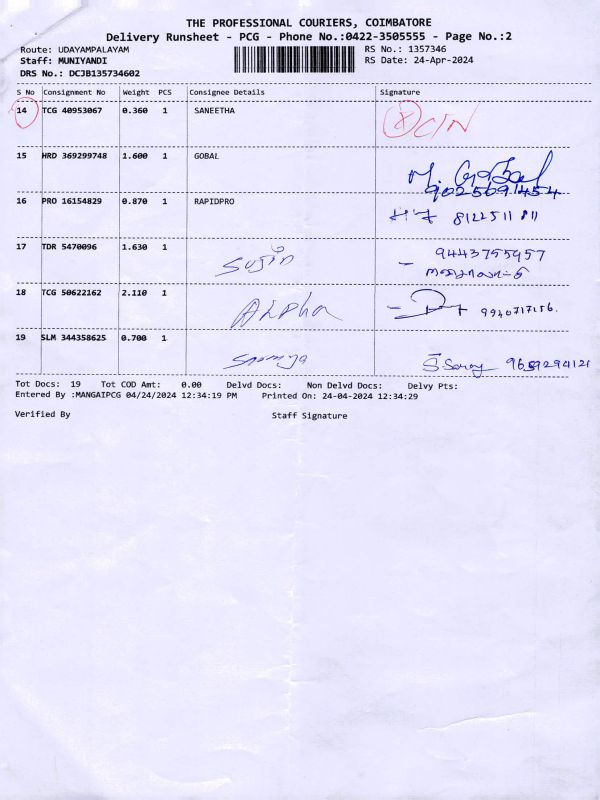 THE PROFESSIONAL COURIERS, COIMBATORE
Delivery Runsheet - PCG - Phone No.:0422-3505555 - Page No.:2
Route: UDAYAMPALAYAM RS No.: 1357346
Staff: MUNIYANDI RS Date: 24-Apr-2024
DRS No.: DCJB135734602
S No Consignment No Weight PCS Consignee Details Signature
14 TCG 40953067 0.360 1 SANEETHA
15 HRD 369299748 1.600 1 GOBAL M. Gobal
9025691454
16 PRO 16154829 0.870 1 RAPIDPRO 8122511811
17 TDR 5470096 1.630 1 Sujin 9443755957
18 TCG 50622162 2.110 1 ALPha 9940717156.
19 SLM 344358625 0.700 1 9659294121
Tot Docs: 19 Tot COD Amt: 0.00 Delvd Docs: Non Delvd Docs: Delvy Pts:
Entered By :MANGAIPCG 04/24/2024 12:34:19 PM Printed On: 24-04-2024 12:34:29
Verified By Staff Signature